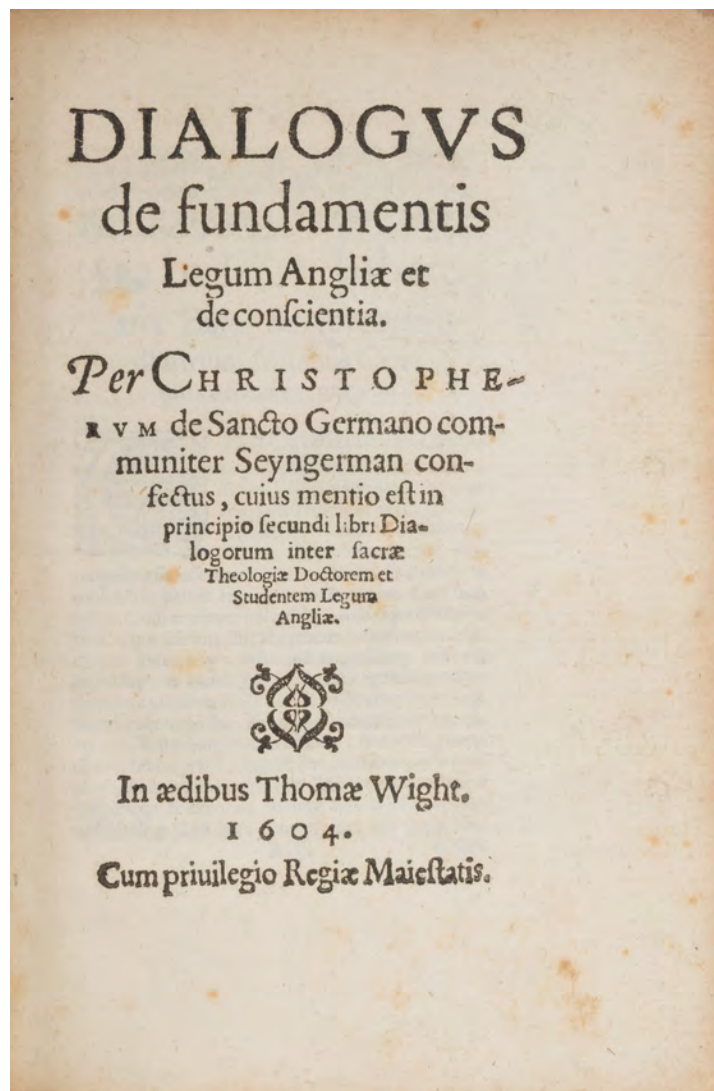 DIALOGVS
de fundamentis
Legum Angliæ et
de conſcientia.
Per CHRISTOPHE-
RVM de Sancto Germano com-
muniter Seyngerman con-
fectus, cuius mentio eſt in
principio ſecundi libri Dia-
logorum inter ſacræ
Theologiæ Doctorem et
Studentem Legum
Angliæ.
In ædibus Thomæ Wight.
1604.
Cum priuilegio Regiæ Maieſtatis.